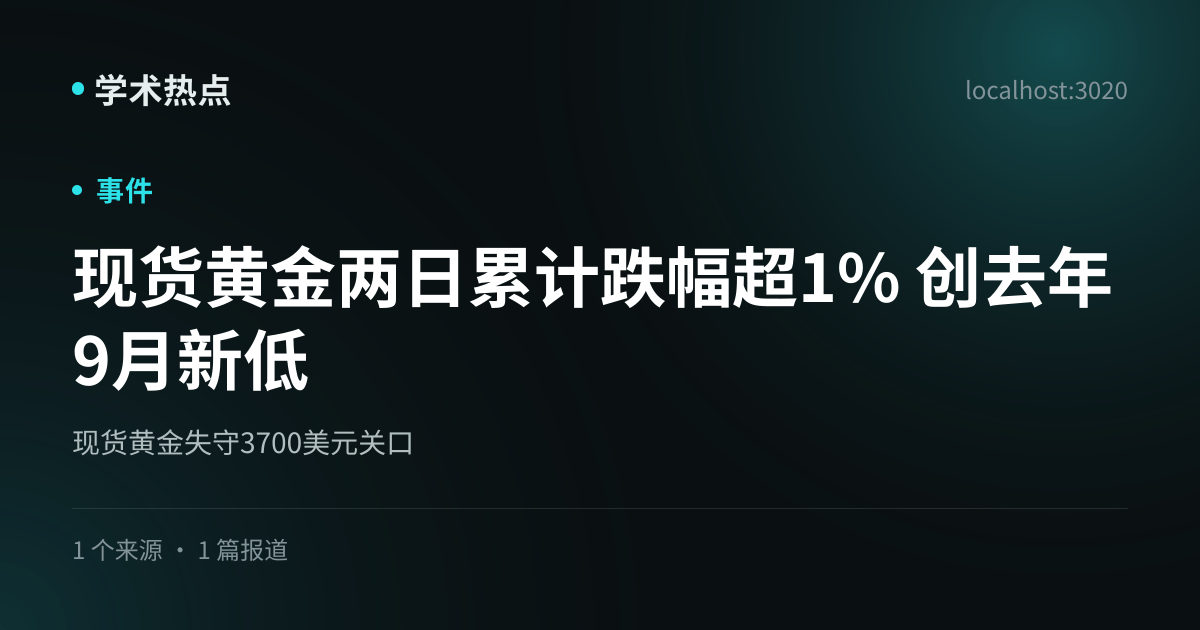 学术热点
localhost:3020
事件
现货黄金两日累计跌幅超1% 创去年
9月新低
现货黄金失守3700美元关口
1 个来源 · 1 篇报道